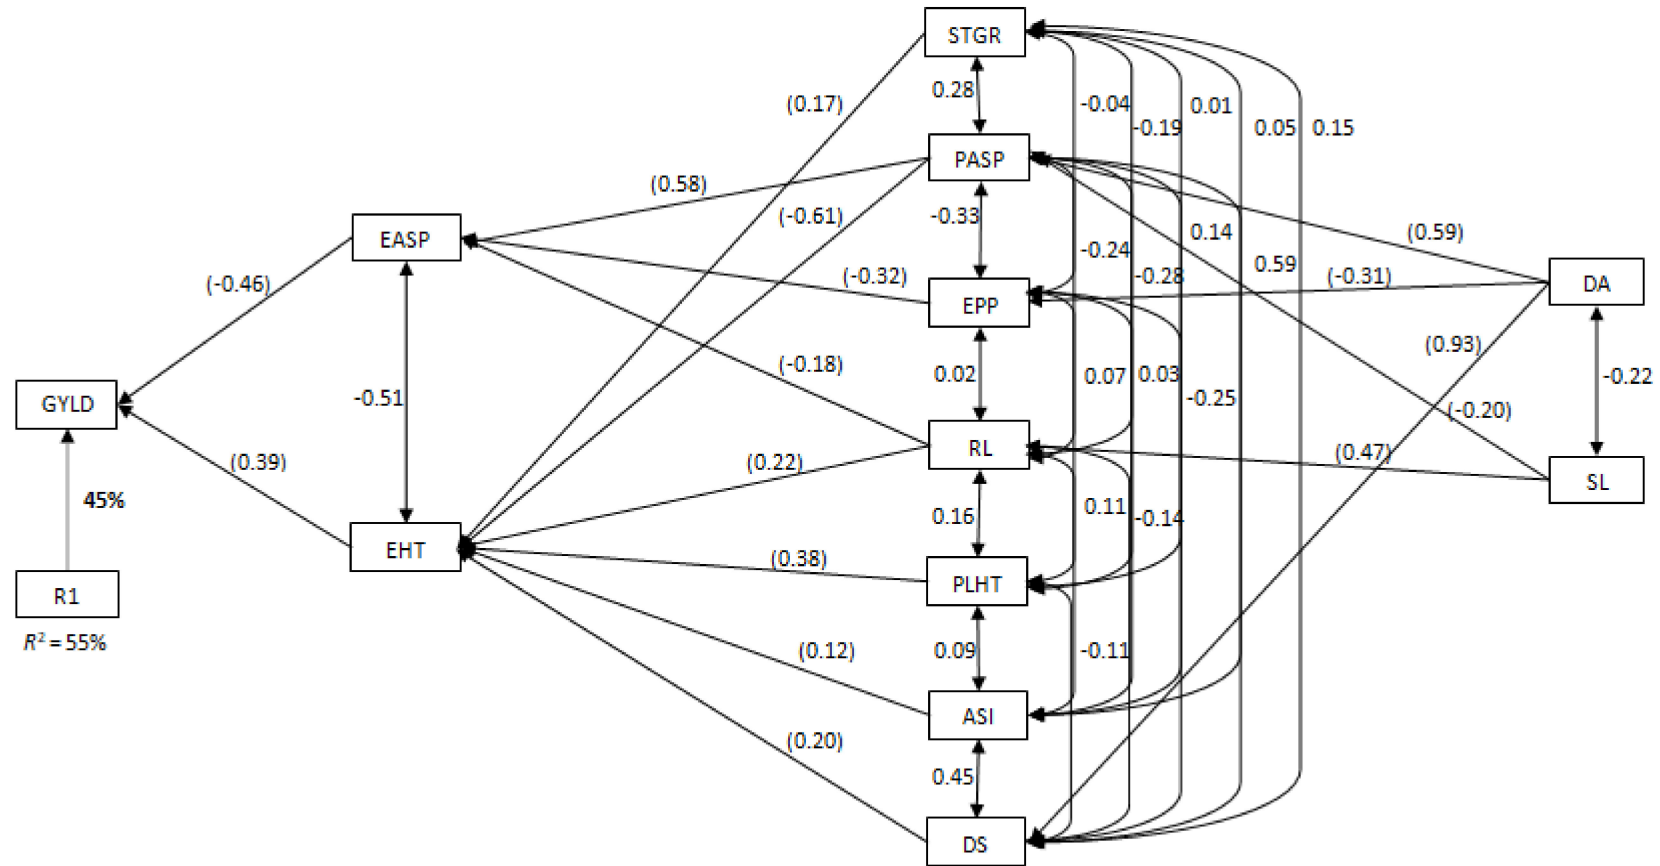 STGR
0.28
(0.17)
-0.04
-0.19
0.01
0.05
0.15
PASP
(0.58)
(-0.61)
-0.33
-0.24
-0.28
0.14
0.59
(0.59)
EASP
(-0.46)
(-0.32)
EPP
(-0.31)
DA
-0.51
(-0.18)
0.02
0.07
0.03
-0.25
(0.93)
-0.22
GYLD
(-0.20)
(0.39)
(0.22)
RL
(0.47)
SL
45%
0.16
0.11
-0.14
EHT
(0.38)
PLHT
R1
R² = 55%
(0.12)
0.09
-0.11
ASI
(0.20)
0.45
DS